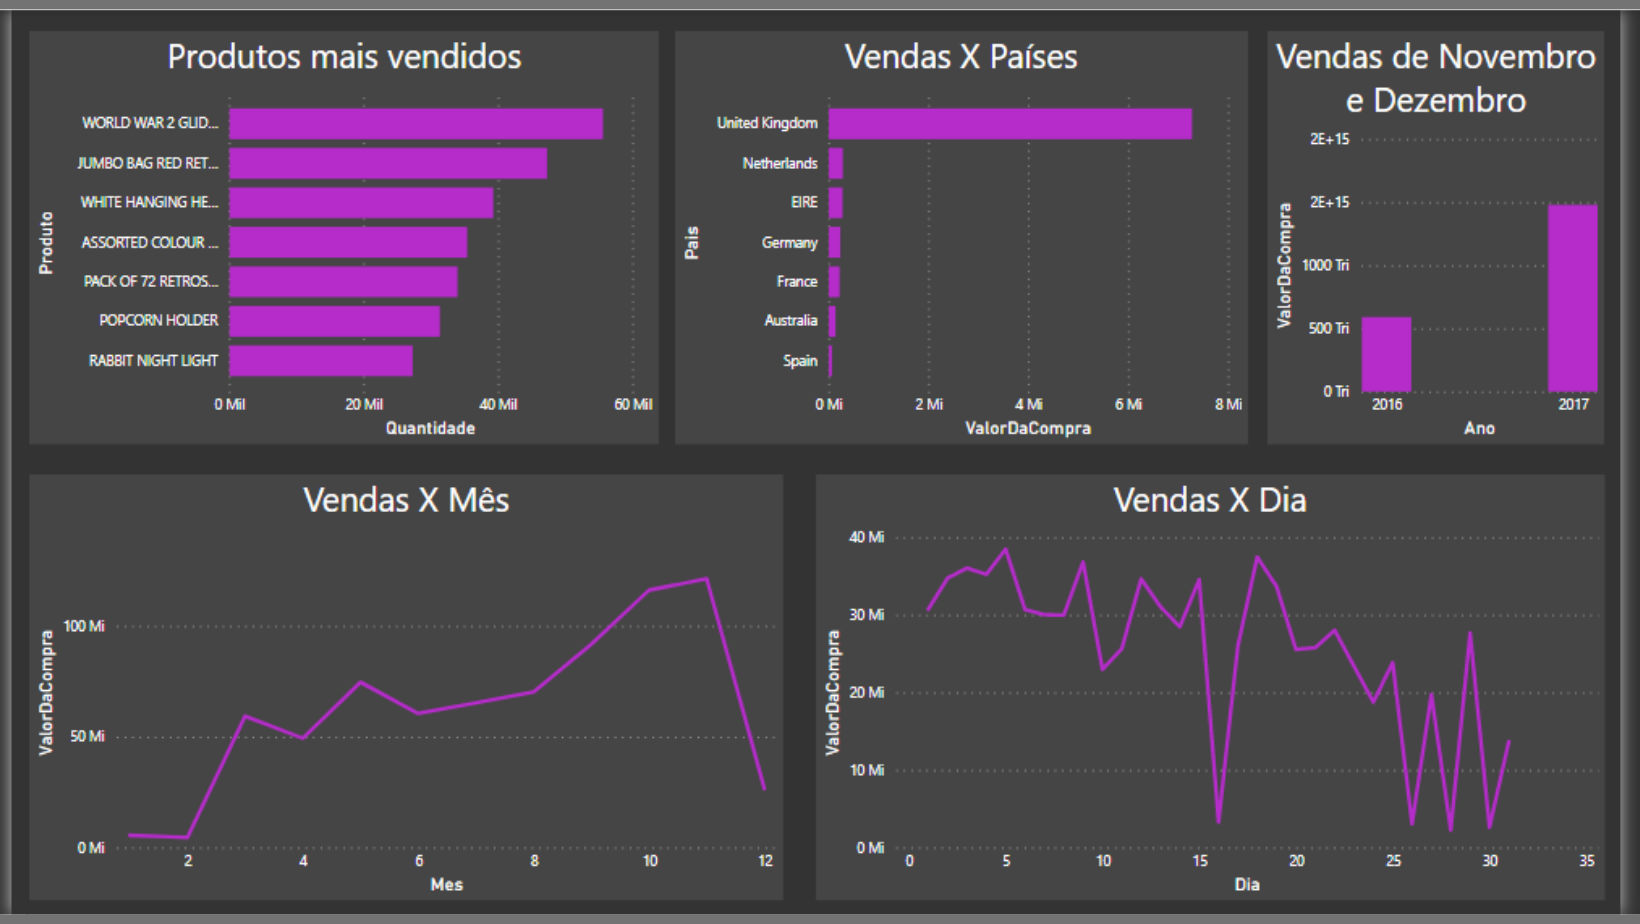 Produtos mais vendidos
Produto
WORLD WAR 2 GLID...
JUMBO BAG RED RET...
WHITE HANGING HE...
ASSORTED COLOUR ...
PACK OF 72 RETROS...
POPCORN HOLDER
RABBIT NIGHT LIGHT
0 Mil 20 Mil 40 Mil 60 Mil
Quantidade
Vendas X Países
Pais
United Kingdom
Netherlands
EIRE
Germany
France
Australia
Spain
0 Mi 2 Mi 4 Mi 6 Mi 8 Mi
ValorDaCompra
Vendas de Novembro
e Dezembro
ValorDaCompra
2E+15
2E+15
1000 Tri
500 Tri
0 Tri
2016 2017
Ano
Vendas X Mês
ValorDaCompra
100 Mi
50 Mi
0 Mi
2 4 6 8 10 12
Mes
Vendas X Dia
ValorDaCompra
40 Mi
30 Mi
20 Mi
10 Mi
0 Mi
0 5 10 15 20 25 30 35
Dia